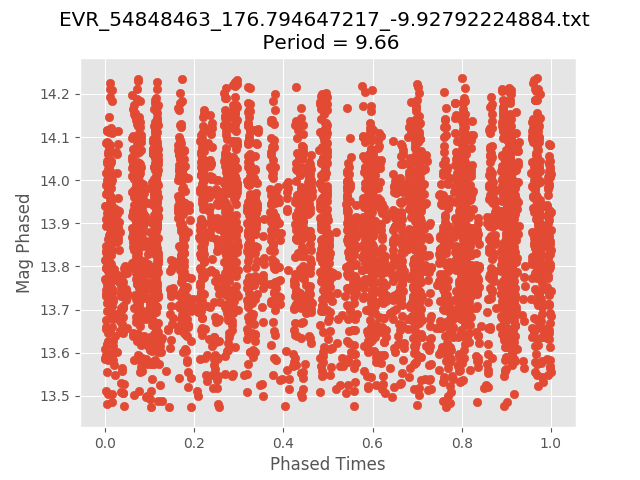 EVR_54848463_176.794647217_-9.92792224884.txt
Period = 9.66
14.2
14.1
14.0
13.9
13.8
13.7
13.6
13.5
Mag Phased
0.0 0.2 0.4 0.6 0.8 1.0
Phased Times